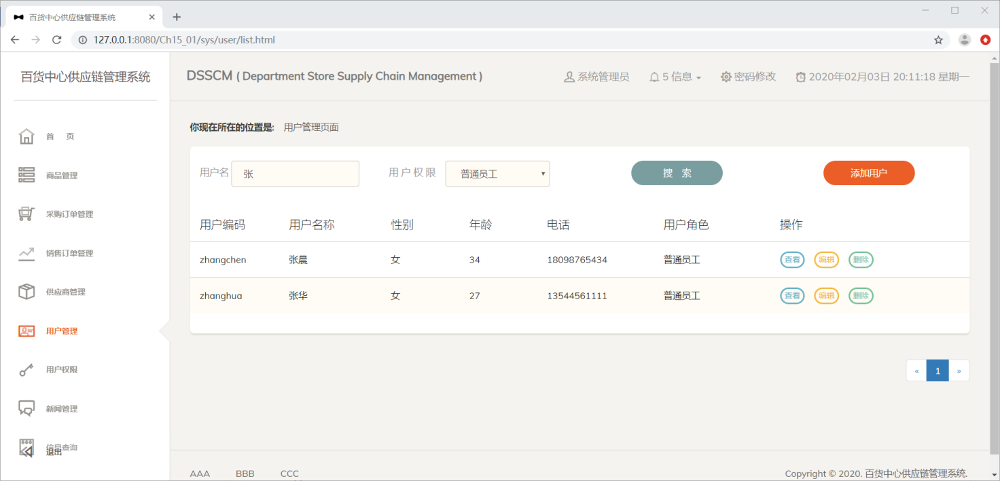 百货中心供应链管理系统
127.0.0.1:8080/Ch15_01/sys/user/list.html
百货中心供应链管理系统
DSSCM ( Department Store Supply Chain Management )
系统管理员
5 信息
密码修改
2020年02月03日 20:11:18 星期一
首 页
商品管理
采购订单管理
销售订单管理
供应商管理
用户管理
用户权限
新闻管理
信息查询
退出
你现在所在的位置是: 用户管理页面
用户名 张 用户权限 普通员工 搜 索 添加用户
用户编码 用户名称 性别 年龄 电话 用户角色 操作
zhangchen 张晨 女 34 18098765434 普通员工 查看 编辑 删除
zhanghua 张华 女 27 13544561111 普通员工 查看 编辑 删除
« 1 »
AAA BBB CCC
Copyright © 2020. 百货中心供应链管理系统.